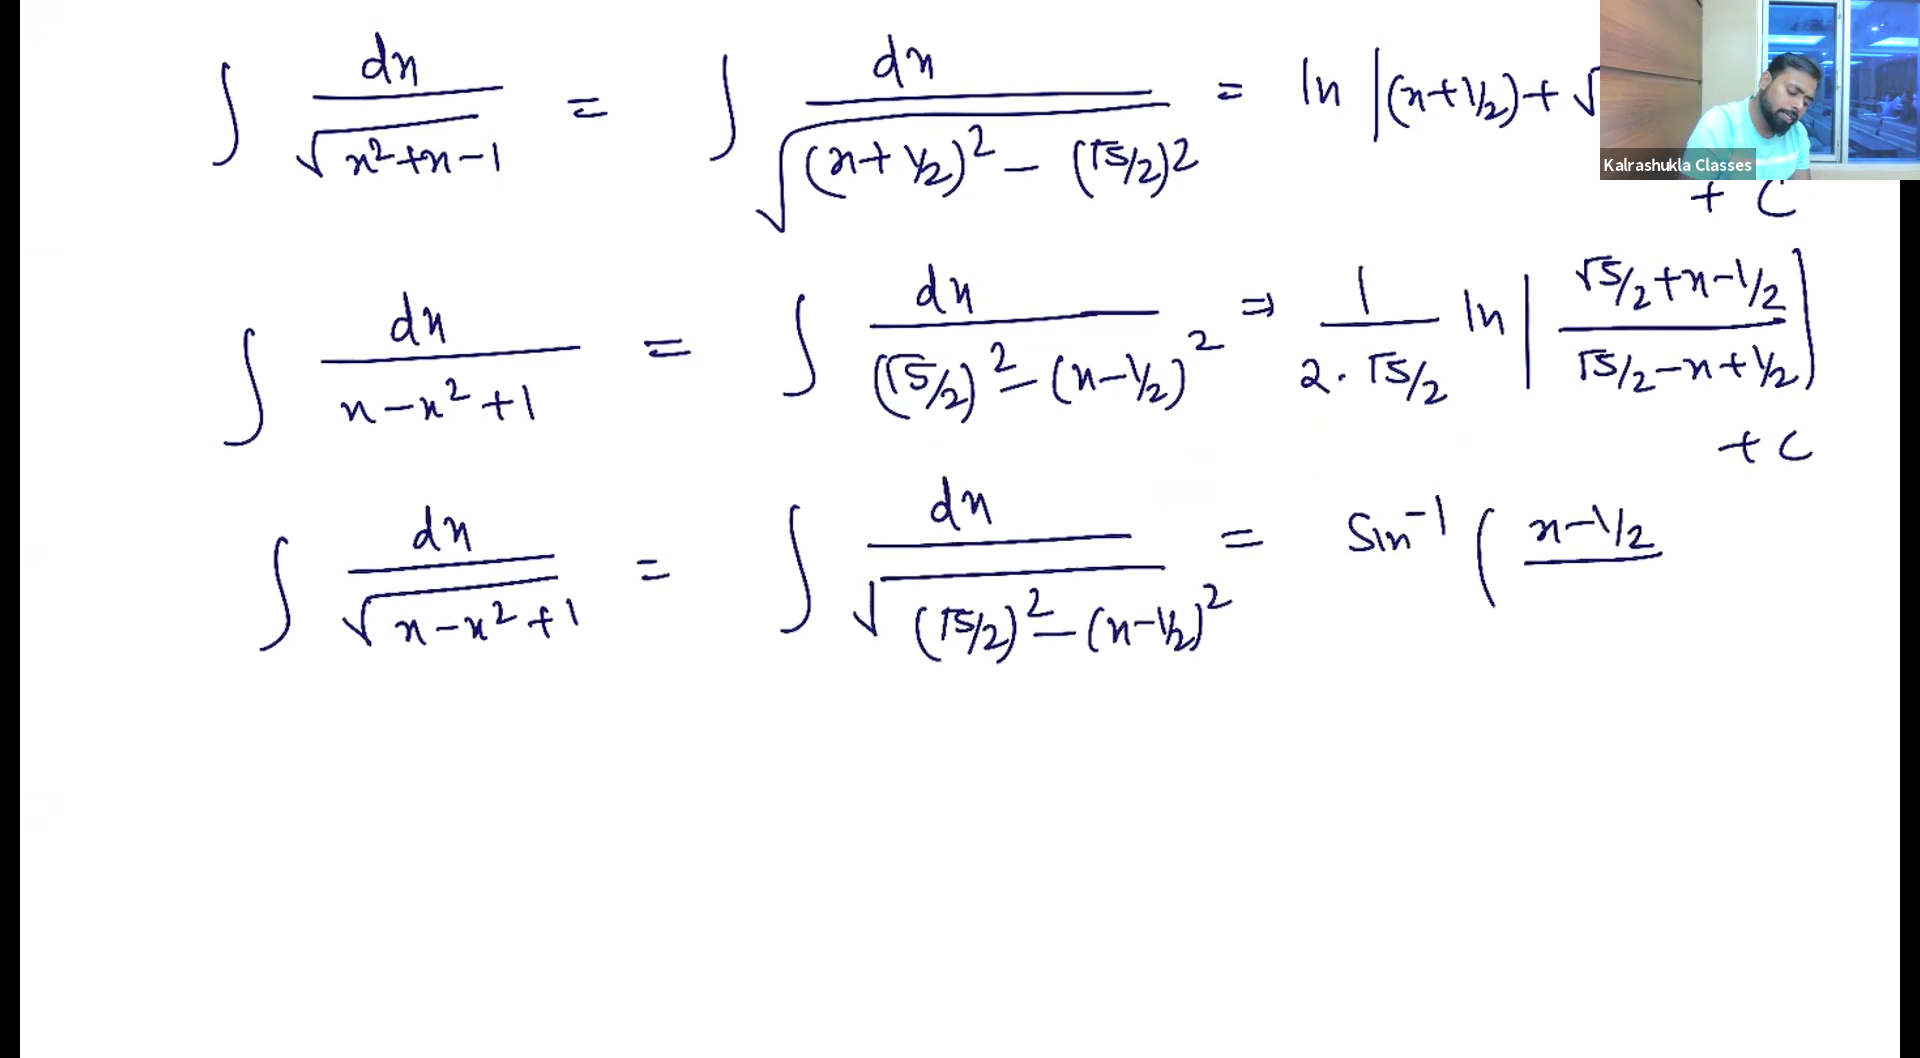 ∫ dx / √(x²+x−1) = ∫ dx / √((x+1/2)² − (√5/2)²) = ln |(x+1/2)+√
Kalrashukla Classes
+ C
∫ dx / (x−x²+1) = ∫ dx / ((√5/2)² − (x−1/2)²) ⇒ 1 / (2·√5/2) ln | (√5/2+x−1/2) / (√5/2−x+1/2) |
+ C
∫ dx / √(x−x²+1) = ∫ dx / √((√5/2)² − (x−1/2)²) = Sin⁻¹ ( x−1/2